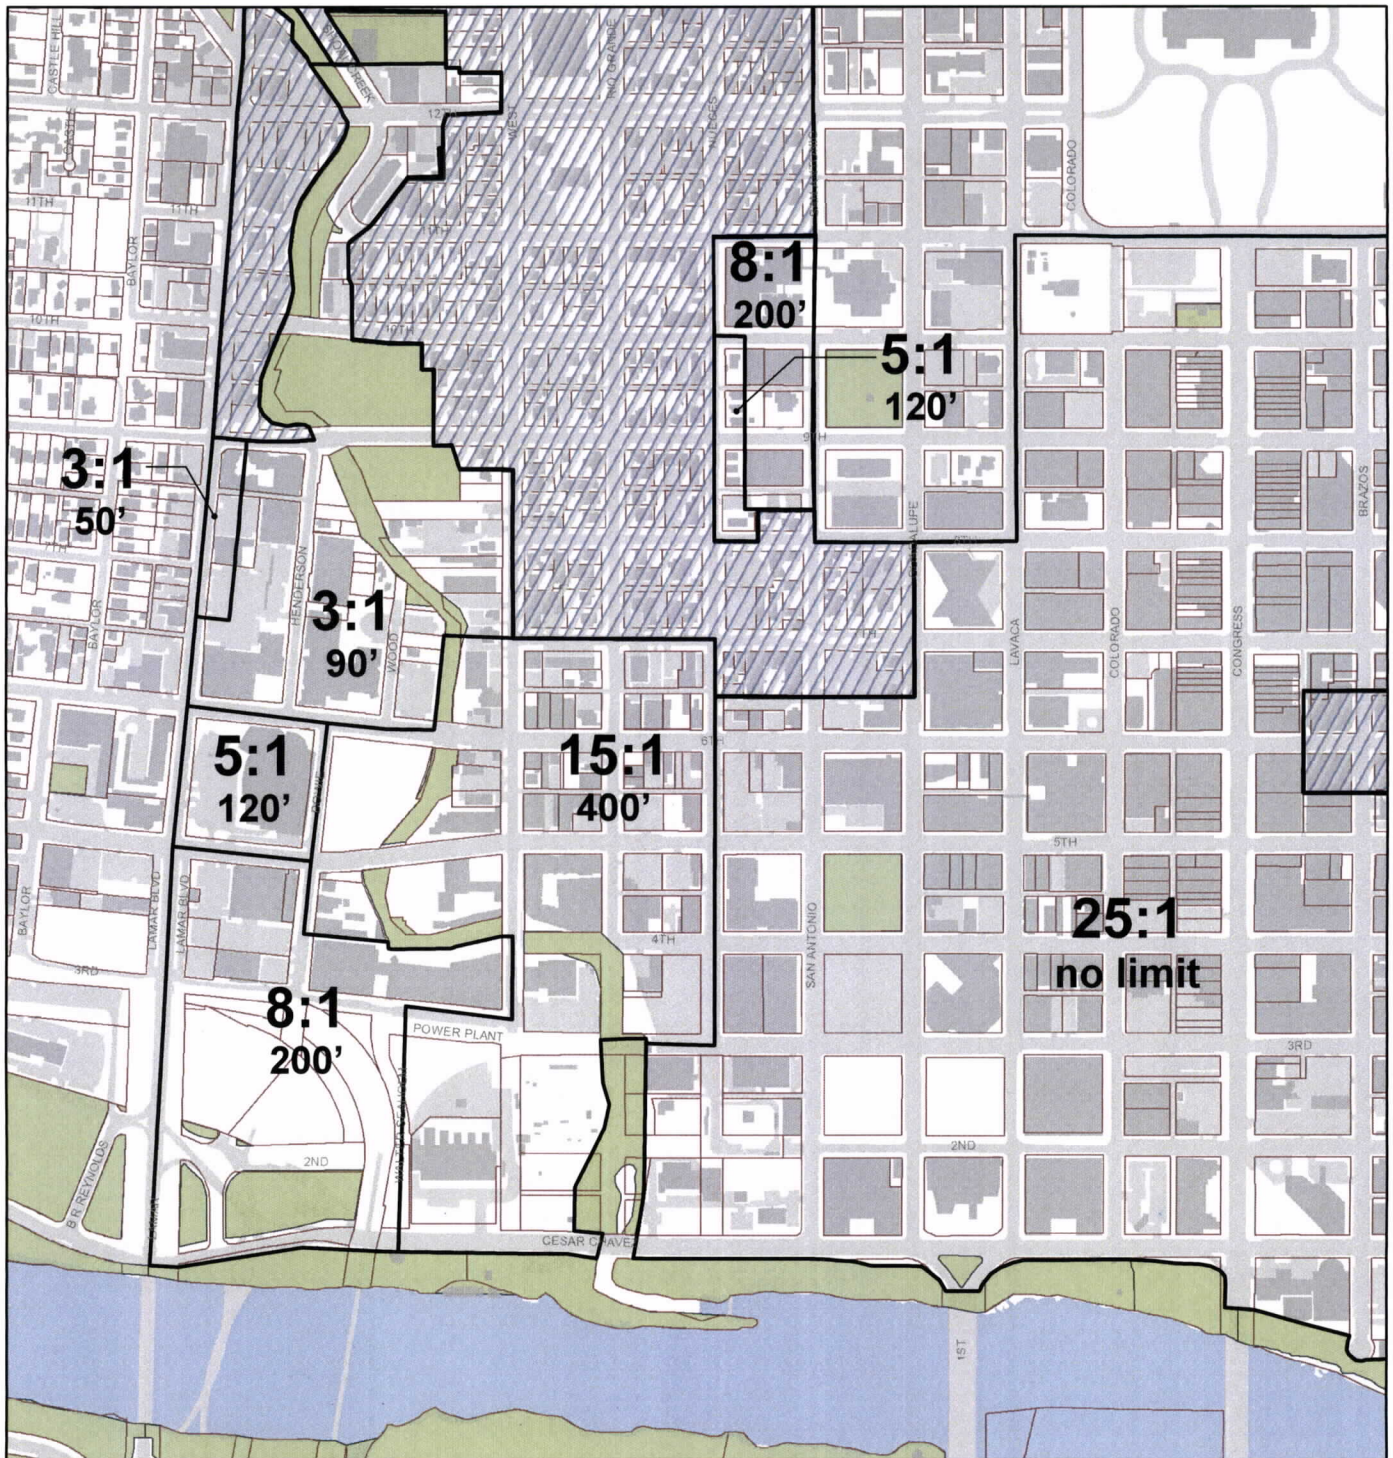 CASTLE HILL
CASTLE
RIO GRANDE
WEST
NUECES
12TH
COLORADO
11TH
11TH
11TH
BAYLOR
10TH
10TH
8:1
200’
5:1
120’
9TH
3:1
50’
7TH
BRAZOS
HENDERSON
3:1
90’
WOOD
BAYLOR
7TH
LAVACA
COLORADO
CONGRESS
6TH
5:1
120’
15:1
400’
5TH
BAYLOR
LAMAR BLVD
LAMAR BLVD
4TH
SAN ANTONIO
25:1
no limit
3RD
8:1
200’
POWER PLANT
3RD
2ND
2ND
B R REYNOLDS
CESAR CHAVEZ
1ST